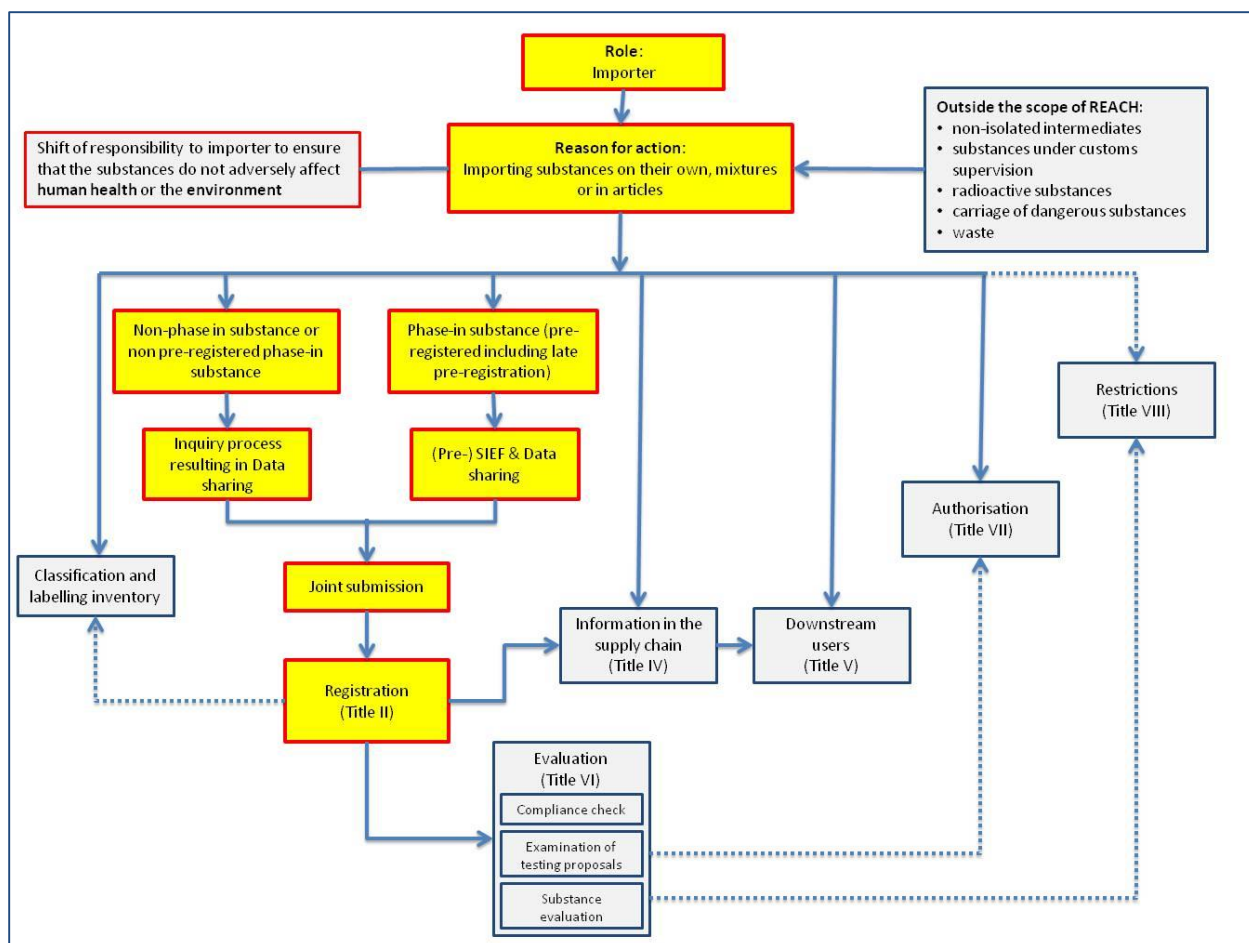 Role:
Importer
Shift of responsibility to importer to ensure
that the substances do not adversely affect
human health or the environment
Reason for action:
Importing substances on their own, mixtures
or in articles
Outside the scope of REACH:
• non-isolated intermediates
• substances under customs
supervision
• radioactive substances
• carriage of dangerous substances
• waste
Non-phase in substance or
non pre-registered phase-in
substance
Phase-in substance (pre-
registered including late
pre-registration)
Restrictions
(Title VIII)
Inquiry process
resulting in Data
sharing
(Pre-) SIEF & Data
sharing
Authorisation
(Title VII)
Classification and
labelling inventory
Joint submission
Information in the
supply chain
(Title IV)
Downstream
users
(Title V)
Registration
(Title II)
Evaluation
(Title VI)
Compliance check
Examination of
testing proposals
Substance
evaluation